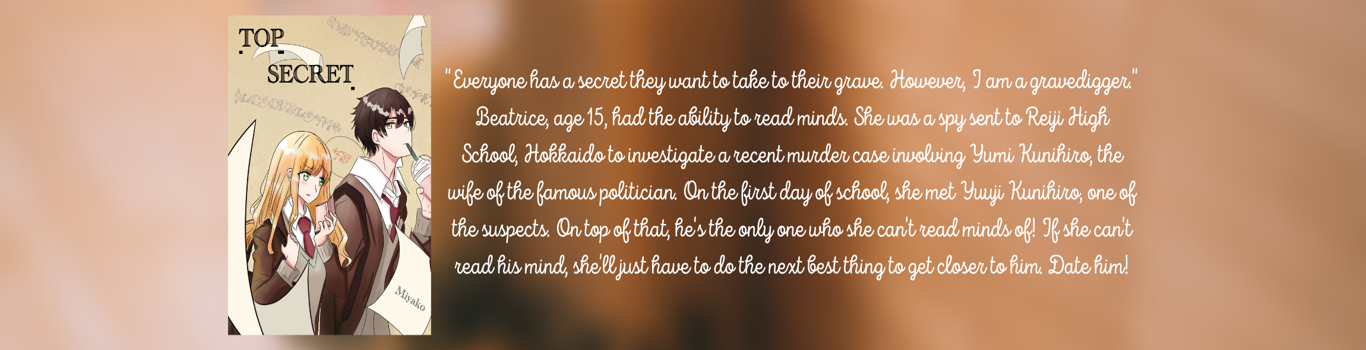 TOP
SECRET
Miyako
"Everyone has a secret they want to take to their grave. However, I am a gravedigger."
Beatrice, age 15, had the ability to read minds. She was a spy sent to Reiji High
School, Hokkaido to investigate a recent murder case involving Yumi Kunihiro, the
wife of the famous politician. On the first day of school, she met Yuuji Kunihiro, one of
the suspects. On top of that, he's the only one who she can't read minds of! If she can't
read his mind, she'll just have to do the next best thing to get closer to him. Date him!